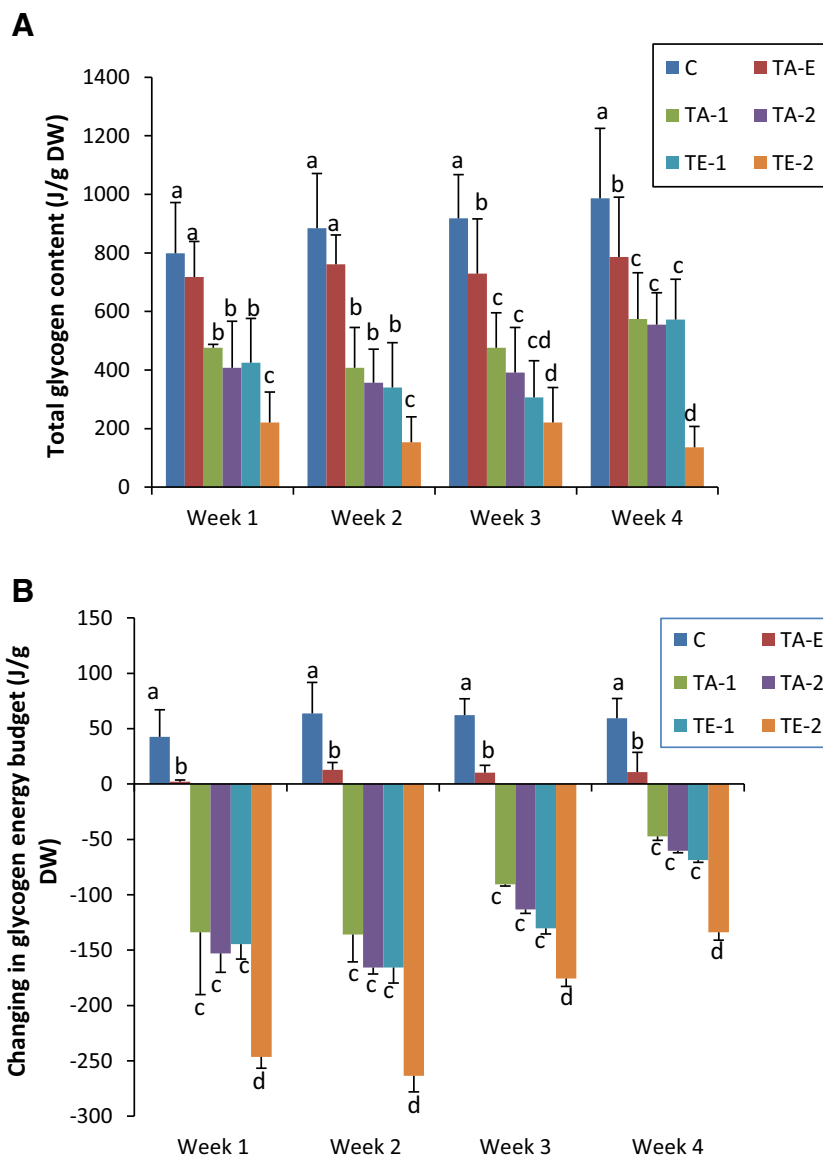 A
Total glycogen content (J/g DW)
1400
1200
1000
800
600
400
200
0
C TA-E
TA-1 TA-2
TE-1 TE-2
a a b b b c
a a b b b c
a b c c cd d
a b c c c d
Week 1 Week 2 Week 3 Week 4
B
Changing in glycogen energy budget (J/g
DW)
150
100
50
0
-50
-100
-150
-200
-250
-300
C TA-E
TA-1 TA-2
TE-1 TE-2
a b c c c d
a b c c c d
a b c c c d
a b c c c d
Week 1 Week 2 Week 3 Week 4